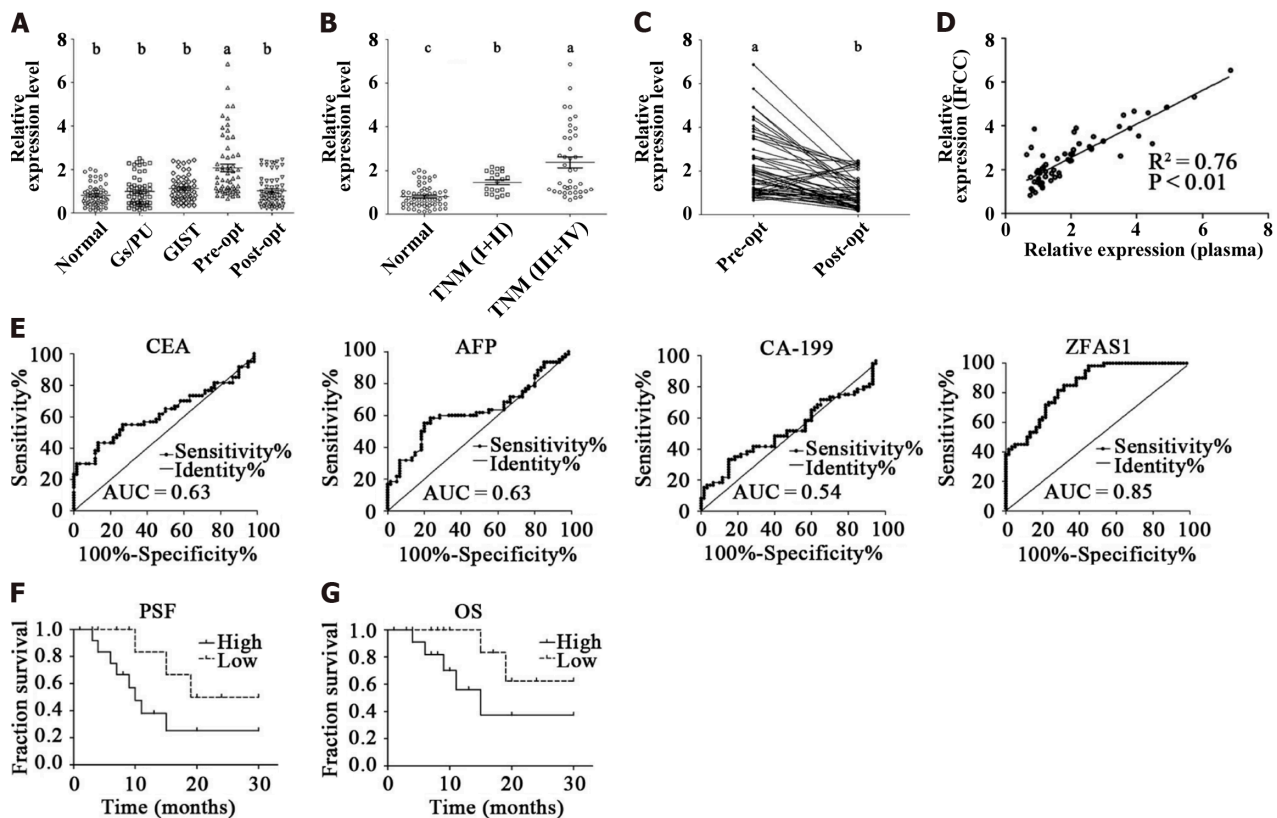 A
b b b a b
Relative
expression level
8
6
4
2
0
Normal
Gs/PU
GIST
Pre-opt
Post-opt
B
c b a
Relative
expression level
8
6
4
2
0
Normal
TNM (I+II)
TNM (III+IV)
C
a b
Relative
expression level
8
6
4
2
0
Pre-opt
Post-opt
D
Relative
expression (IFCC)
8
6
4
2
0
R² = 0.76
P < 0.01
0 2 4 6 8
Relative expression (plasma)
E
CEA
Sensitivity%
100
80
60
40
20
0
Sensitivity%
Identity%
AUC = 0.63
0 20 40 60 80 100
100%-Specificity%
AFP
Sensitivity%
100
80
60
40
20
0
Sensitivity%
Identity%
AUC = 0.63
0 20 40 60 80 100
100%-Specificity%
CA-199
Sensitivity%
100
80
60
40
20
0
Sensitivity%
Identity%
AUC = 0.54
0 20 40 60 80 100
100%-Specificity%
ZFAS1
Sensitivity%
100
80
60
40
20
0
Sensitivity%
Identity%
AUC = 0.85
0 20 40 60 80 100
100%-Specificity%
F
PSF
Fraction survival
1.0
0.8
0.6
0.4
0.2
0.0
High
Low
0 10 20 30
Time (months)
G
OS
Fraction survival
1.0
0.8
0.6
0.4
0.2
0.0
High
Low
0 10 20 30
Time (months)